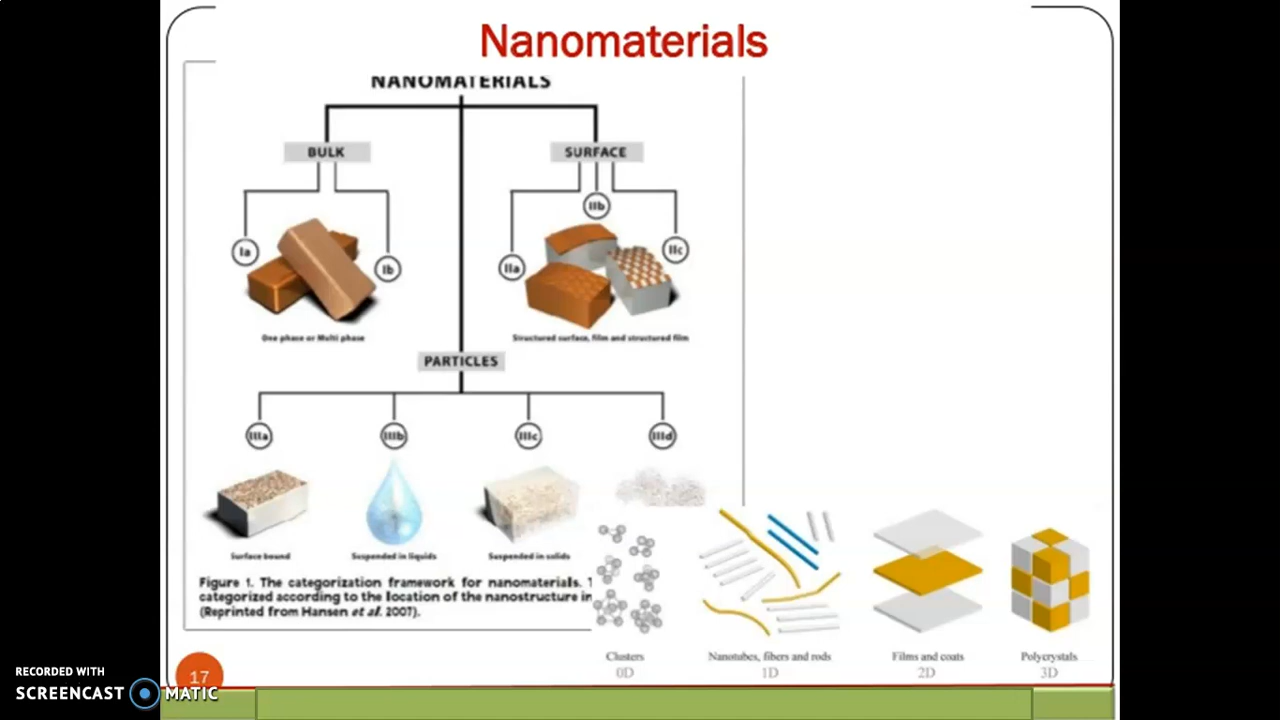 Nanomaterials
NANOMATERIALS
BULK
SURFACE
IIb
Ia
Ib
IIa
IIc
One phase or Multi phase
Structured surface, film and structured film
PARTICLES
IIIa
IIIb
IIIc
IIId
Surface bound
Suspended in liquids
Suspended in solids
Figure 1. The categorization framework for nanomaterials.
categorized according to the location of the nanostructure in
(Reprinted from Hansen et al. 2007).
Clusters
0D
Nanotubes, fibers and rods
1D
Films and coats
2D
Polycrystals
3D
17
RECORDED WITH
SCREENCAST MATIC